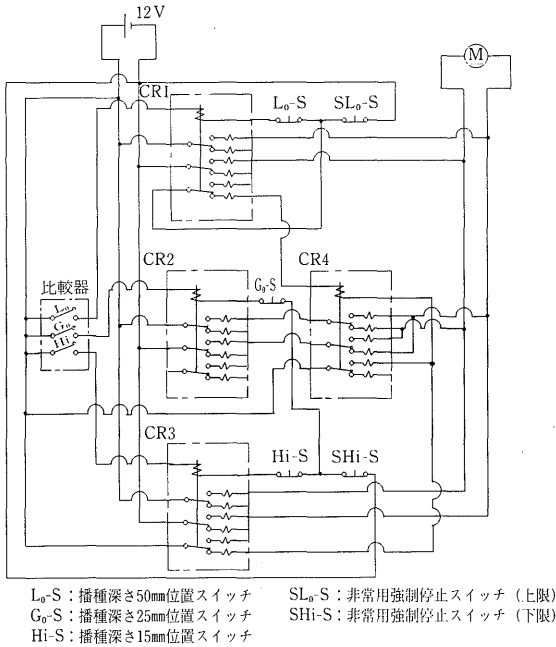 12V
M
CR1
L₀-S SL₀-S
CR2
G₀-S
CR4
比較器
L₀
G₀
Hi
CR3
Hi-S SHi-S
L₀-S：播種深さ50mm位置スイッチ
G₀-S：播種深さ25mm位置スイッチ
Hi-S：播種深さ15mm位置スイッチ
SL₀-S：非常用強制停止スイッチ（上限）
SHi-S：非常用強制停止スイッチ（下限）